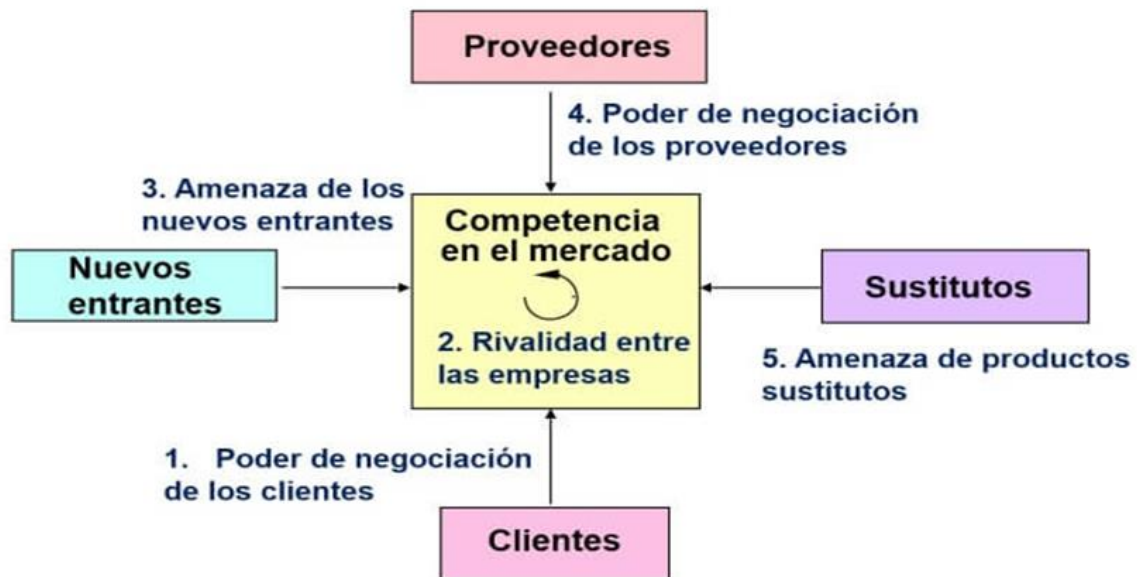 Proveedores
4. Poder de negociación
de los proveedores
3. Amenaza de los
nuevos entrantes
Competencia
en el mercado
Nuevos
entrantes
Sustitutos
2. Rivalidad entre
las empresas
5. Amenaza de productos
sustitutos
1. Poder de negociación
de los clientes
Clientes